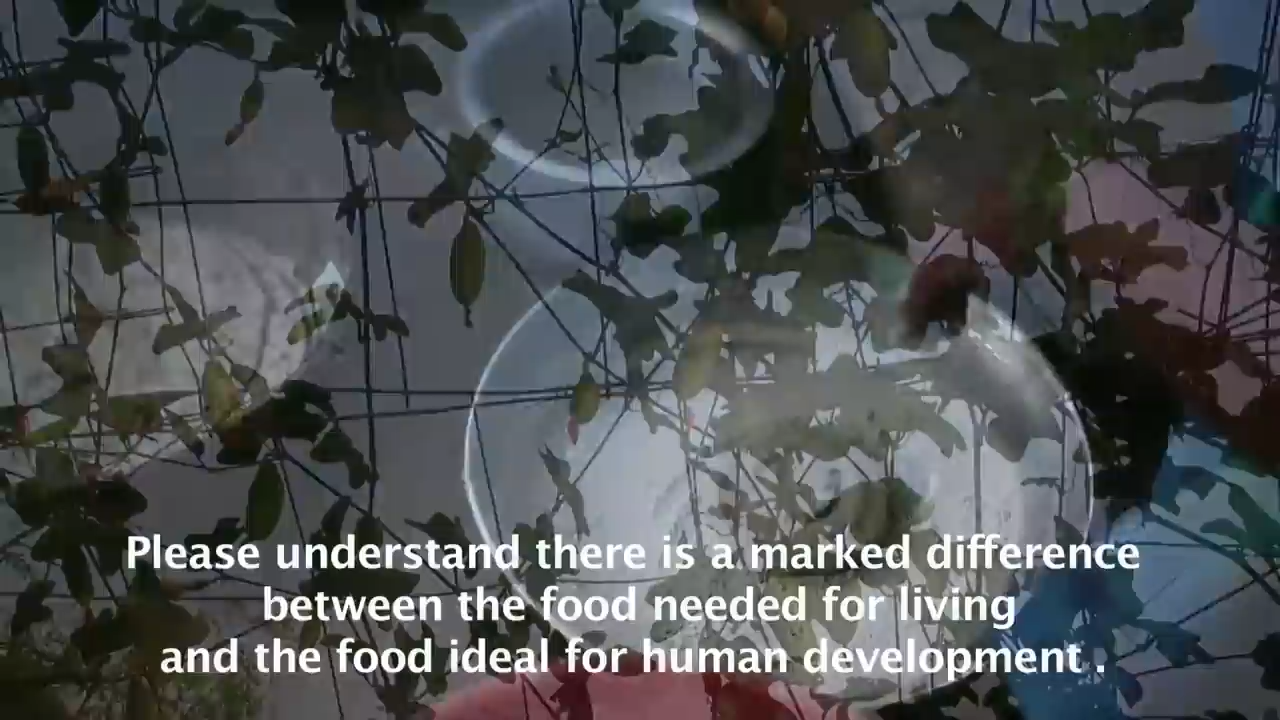 Please understand there is a marked difference
between the food needed for living
and the food ideal for human development .